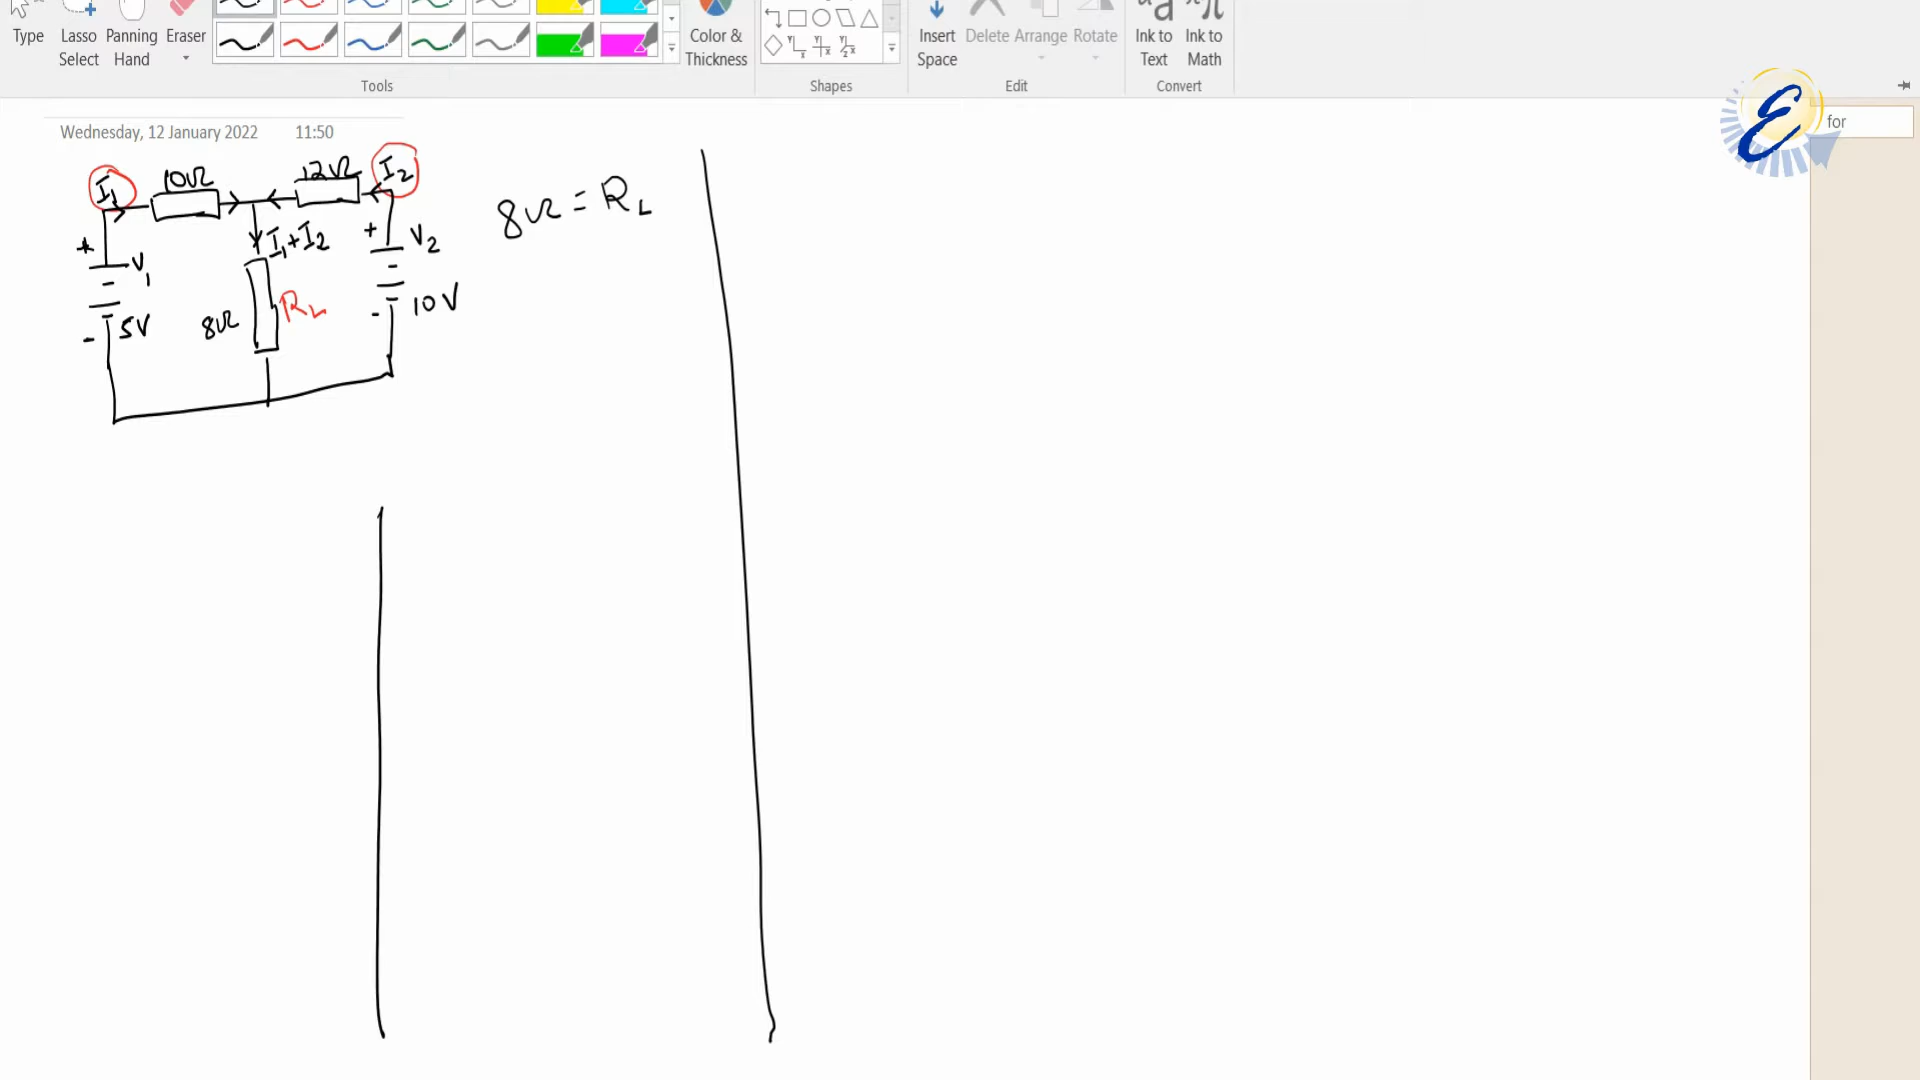 Type
Lasso Select
Panning Hand
Eraser
Color & Thickness
Insert Space
Delete
Arrange
Rotate
Ink to Text
Ink to Math
Tools
Shapes
Edit
Convert
Wednesday, 12 January 2022 11:50
for
I1 10Ω 12Ω I2
8Ω = RL
+ V1
I1+I2
+ V2
- 5V
8Ω RL
- 10V